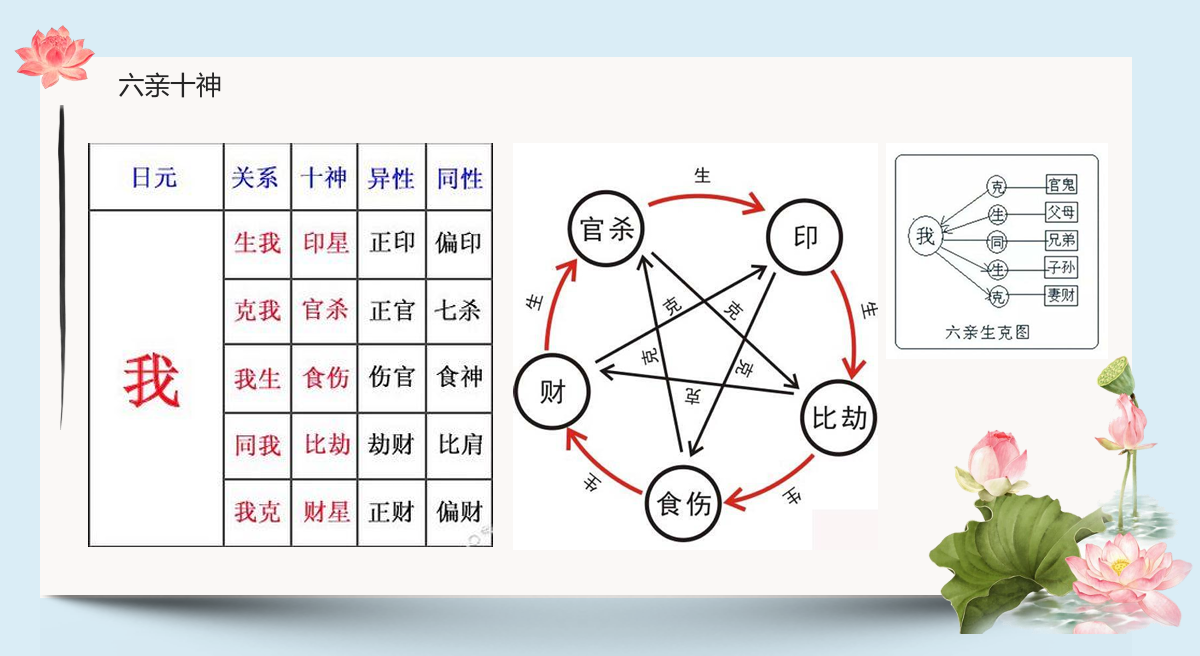 六亲十神
日元 关系 十神 异性 同性
我
生我 印星 正印 偏印
克我 官杀 正官 七杀
我生 食伤 伤官 食神
同我 比劫 劫财 比肩
我克 财星 正财 偏财
生
官杀
印
生
克
克
生
克
克
财
克
比劫
生
生
食伤
我
克 官鬼
生 父母
同 兄弟
生 子孙
克 妻财
六亲生克图